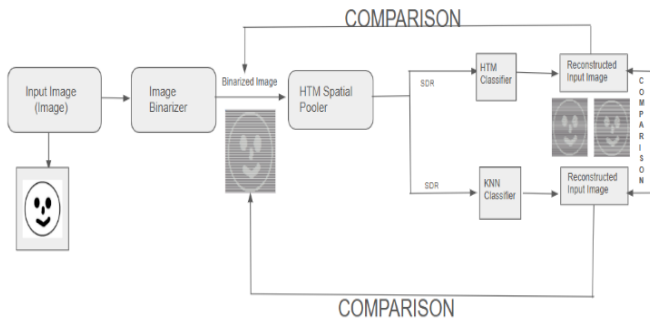 COMPARISON
Input Image
(Image)
Image
Binarizer
Binarized Image
HTM Spatial
Pooler
SDR
HTM
Classifier
Reconstructed
Input Image
COMPARISON
SDR
KNN
Classifier
Reconstructed
Input Image
COMPARISON